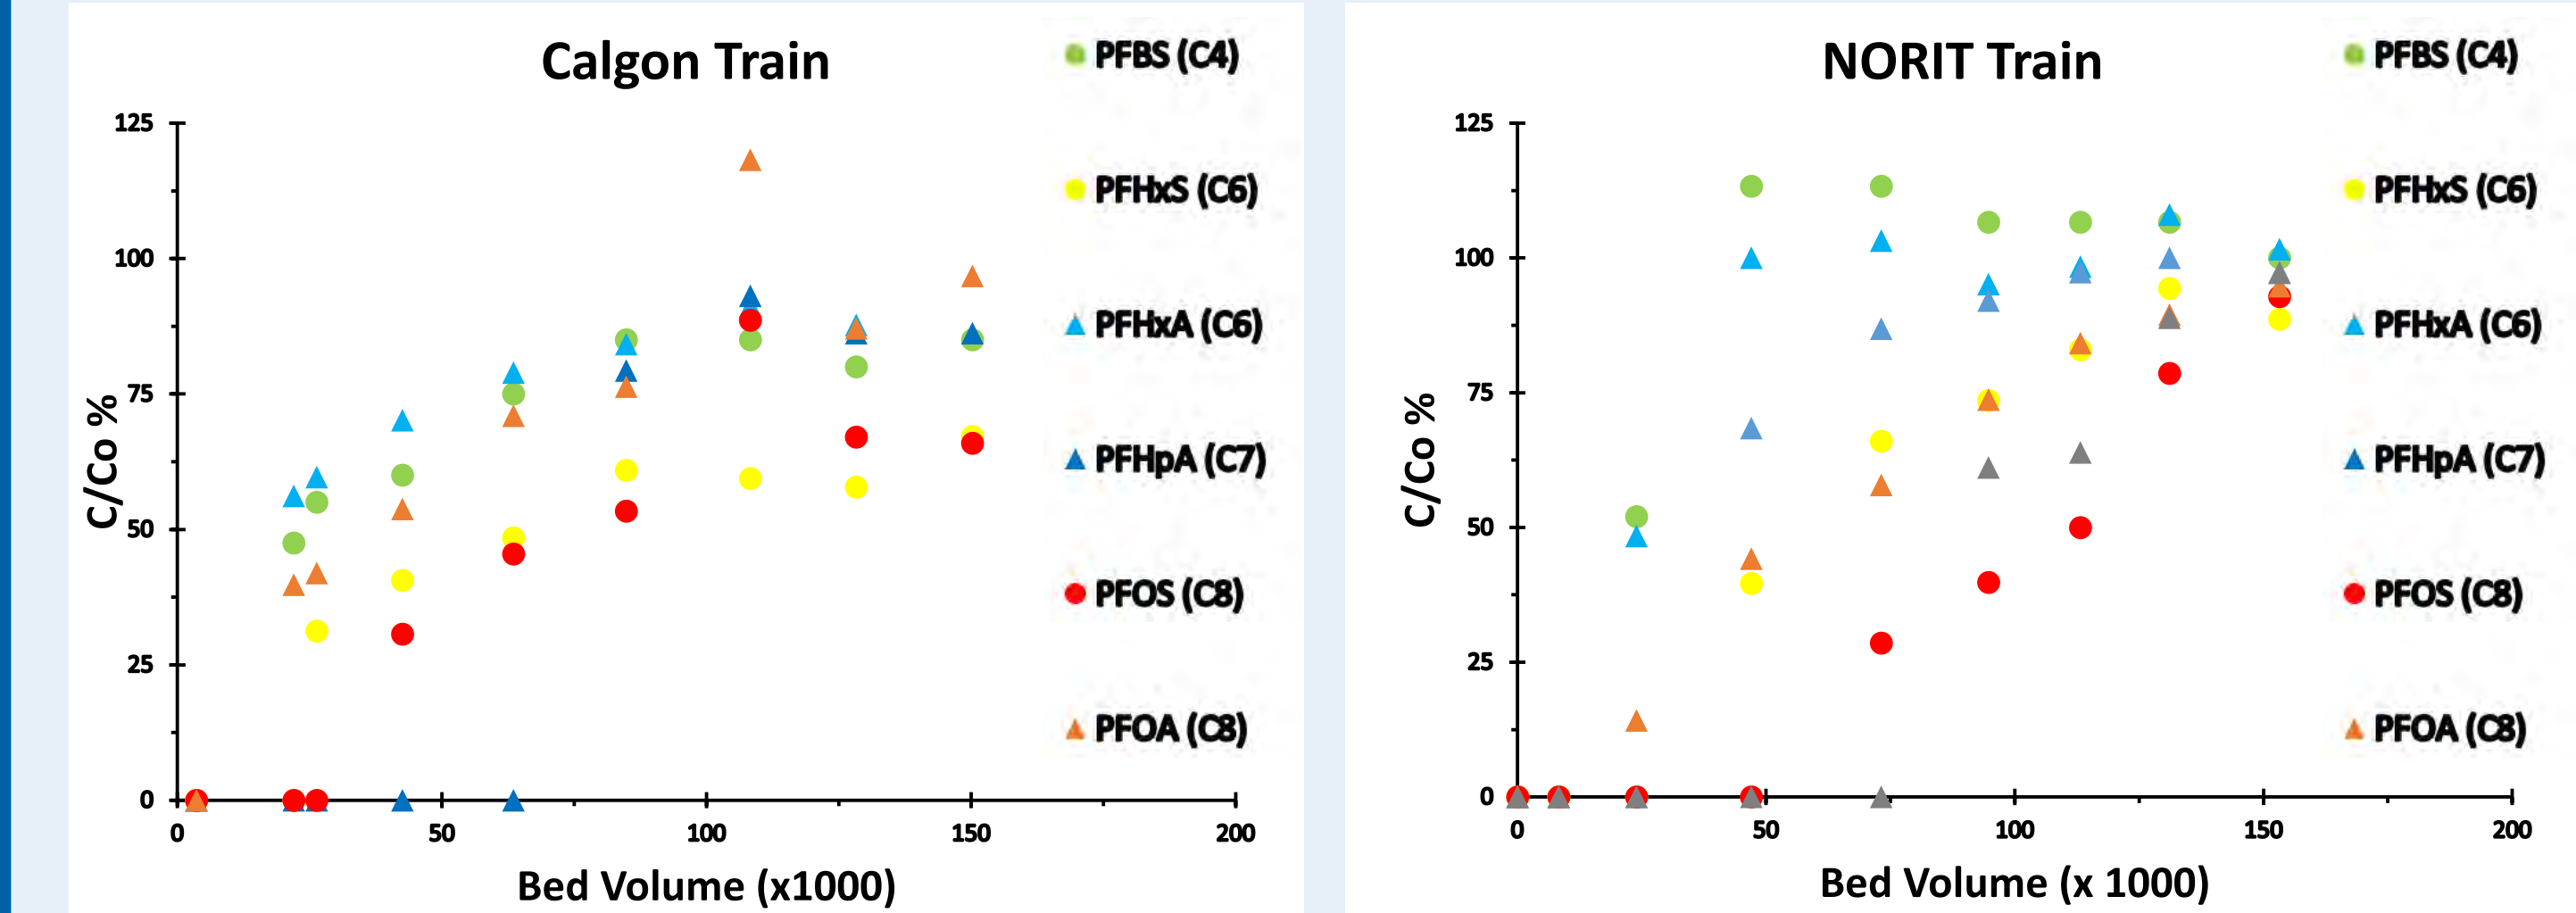 Calgon Train
PFBS (C4)
PFHxS (C6)
PFHxA (C6)
PFHpA (C7)
PFOS (C8)
PFOA (C8)
125
100
75
50
25
0
C/Co %
0 50 100 150 200
Bed Volume (x1000)
NORIT Train
PFBS (C4)
PFHxS (C6)
PFHxA (C6)
PFHpA (C7)
PFOS (C8)
PFOA (C8)
125
100
75
50
25
0
C/Co %
0 50 100 150 200
Bed Volume (x 1000)